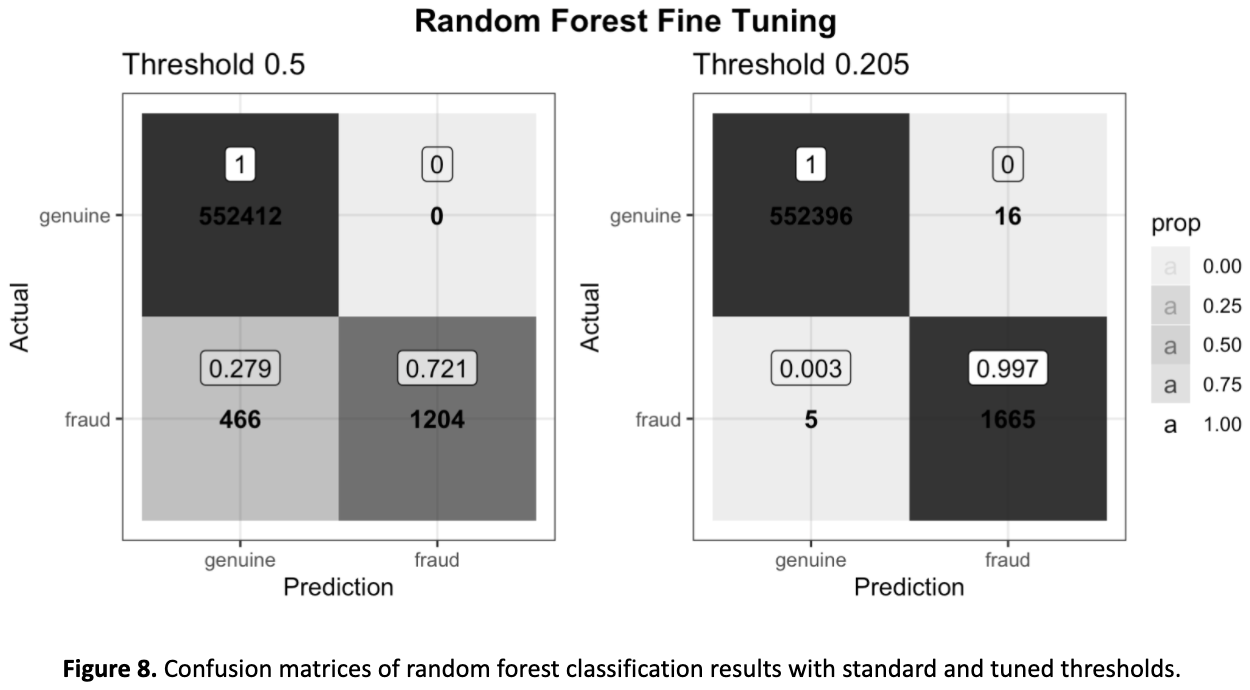 Random Forest Fine Tuning
Threshold 0.5
1 0
genuine 552412 0
0.279 0.721
fraud 466 1204
genuine fraud
Prediction
Actual
Threshold 0.205
1 0
genuine 552396 16
0.003 0.997
fraud 5 1665
genuine fraud
Prediction
Actual
prop
a 0.00
a 0.25
a 0.50
a 0.75
a 1.00
Figure 8. Confusion matrices of random forest classification results with standard and tuned thresholds.